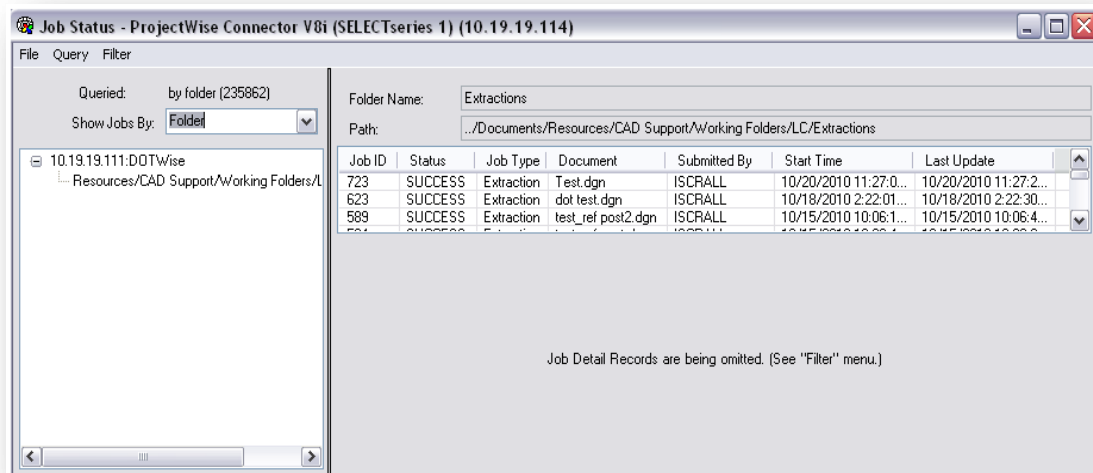 Job Status - ProjectWise Connector V8i (SELECTseries 1) (10.19.19.114)
File Query Filter
Queried: by folder (235862)
Show Jobs By: Folder
10.19.19.111:DOTWise
Resources/CAD Support/Working Folders/L
Folder Name: Extractions
Path: ../Documents/Resources/CAD Support/Working Folders/LC/Extractions
Job ID Status Job Type Document Submitted By Start Time Last Update
723 SUCCESS Extraction Test.dgn ISCRALL 10/20/2010 11:27:0... 10/20/2010 11:27:2...
623 SUCCESS Extraction dot test.dgn ISCRALL 10/18/2010 2:22:01... 10/18/2010 2:22:30...
589 SUCCESS Extraction test_ref post2.dgn ISCRALL 10/15/2010 10:06:1... 10/15/2010 10:06:4...
Job Detail Records are being omitted. (See "Filter" menu.)